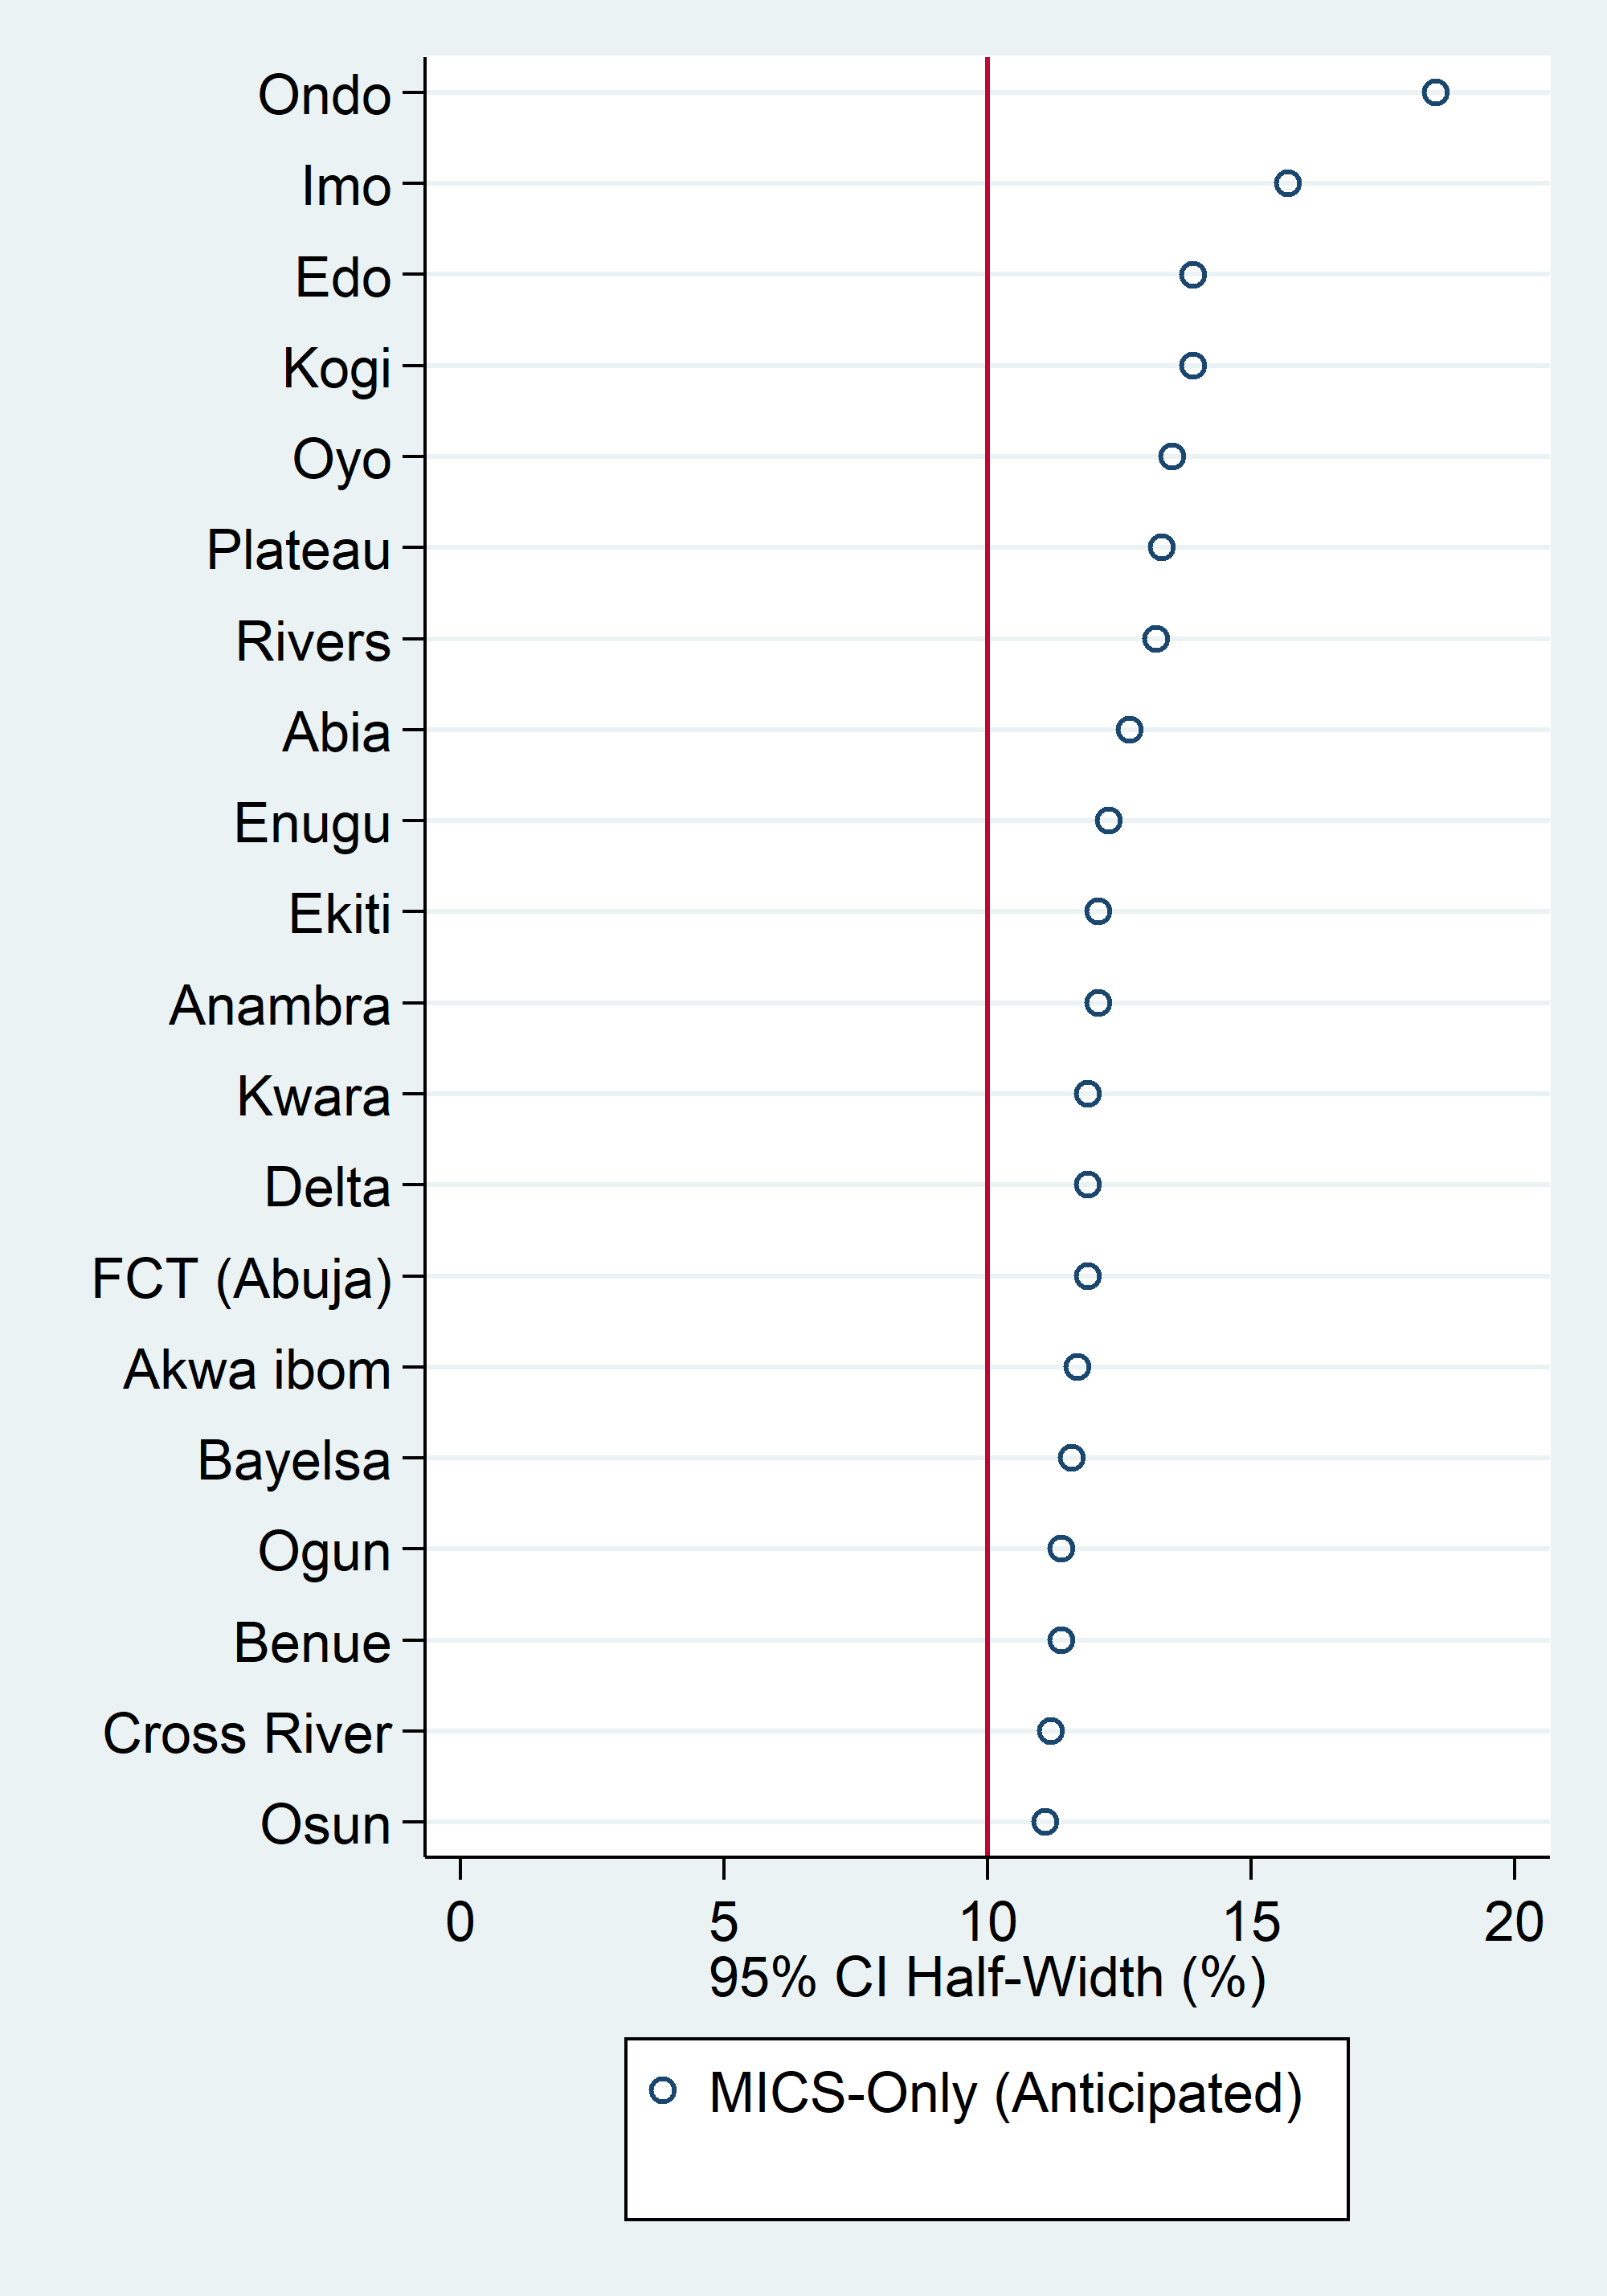 Ondo
Imo
Edo
Kogi
Oyo
Plateau
Rivers
Abia
Enugu
Ekiti
Anambra
Kwara
Delta
FCT (Abuja)
Akwa ibom
Bayelsa
Ogun
Benue
Cross River
Osun
0 5 10 15 20
95% CI Half-Width (%)
MICS-Only (Anticipated)